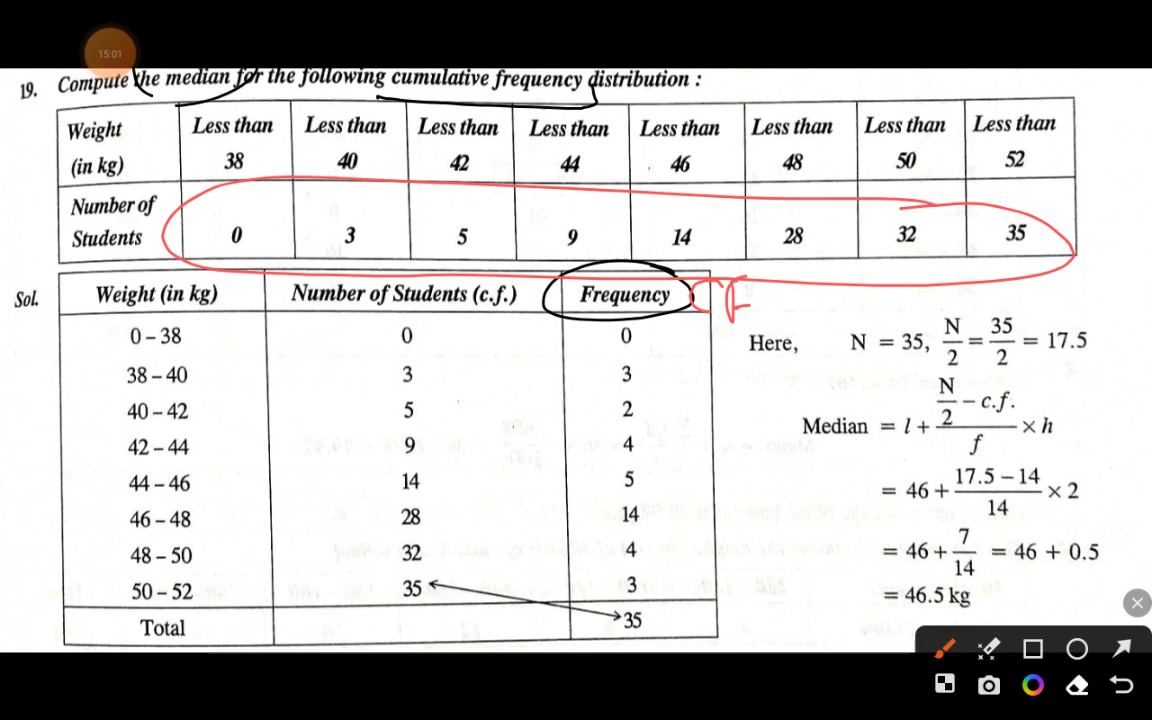 15:01
19. Compute the median for the following cumulative frequency distribution :
Weight (in kg) Less than 38 Less than 40 Less than 42 Less than 44 Less than 46 Less than 48 Less than 50 Less than 52
Number of Students 0 3 5 9 14 28 32 35
Sol.
Weight (in kg) Number of Students (c.f.) Frequency
0 – 38 0 0
38 – 40 3 3
40 – 42 5 2
42 – 44 9 4
44 – 46 14 5
46 – 48 28 14
48 – 50 32 4
50 – 52 35 3
Total 35
Here, N = 35, N/2 = 35/2 = 17.5
Median = l + (N/2 – c.f.)/f × h
= 46 + (17.5 – 14)/14 × 2
= 46 + 7/14 = 46 + 0.5
= 46.5 kg